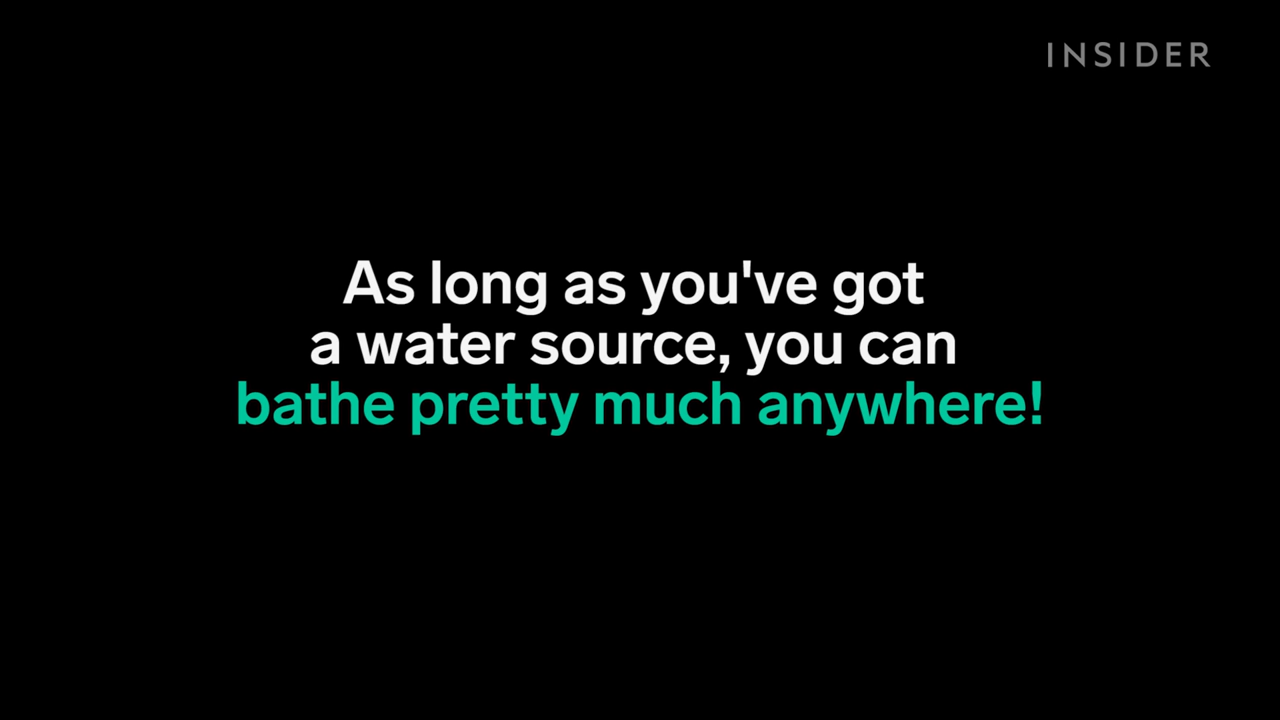 INSIDER
As long as you've got
a water source, you can
bathe pretty much anywhere!